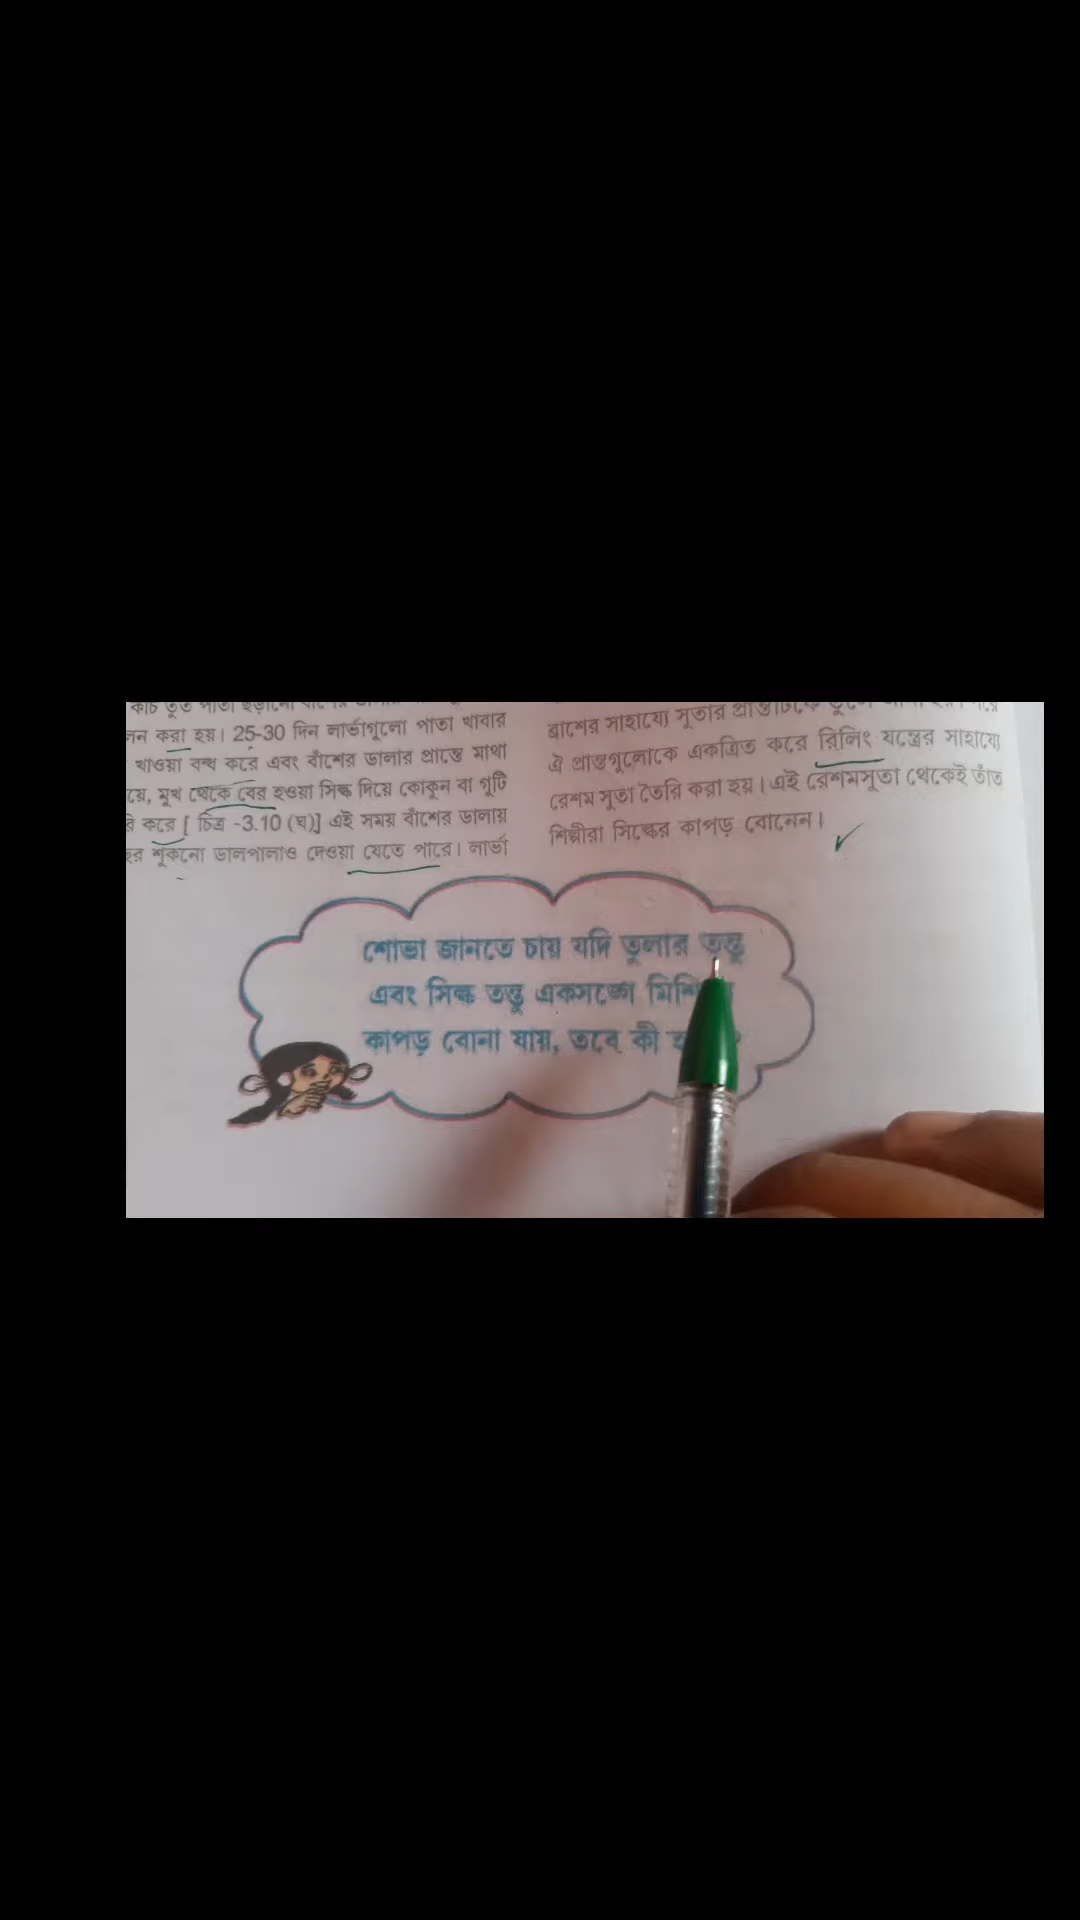 লন করা হয়। 25-30 দিন লার্ভাগুলো পাতা খাবার
খাওয়া বন্ধ করে এবং বাঁশের ডালার প্রান্তে মাথা
য়ে, মুখ থেকে বের হওয়া সিল্ক দিয়ে কোকুন বা গুটি
রি করে [ চিত্র -3.10 (ঘ)] এই সময় বাঁশের ডালায়
ছের শুকনো ডালপালাও দেওয়া যেতে পারে। লার্ভা
ব্রাশের সাহায্যে সুতার প্রান্তটিকে তুলে
ঐ প্রান্তগুলোকে একত্রিত করে রিলিং যন্ত্রের সাহায্যে
রেশম সুতা তৈরি করা হয়। এই রেশমসুতা থেকেই তাঁত
শিল্পীরা সিল্কের কাপড় বোনেন।
শোভা জানতে চায় যদি তুলার তন্তু
এবং সিল্ক তন্তু একসঙ্গে
কাপড় বোনা যায়, তবে কী